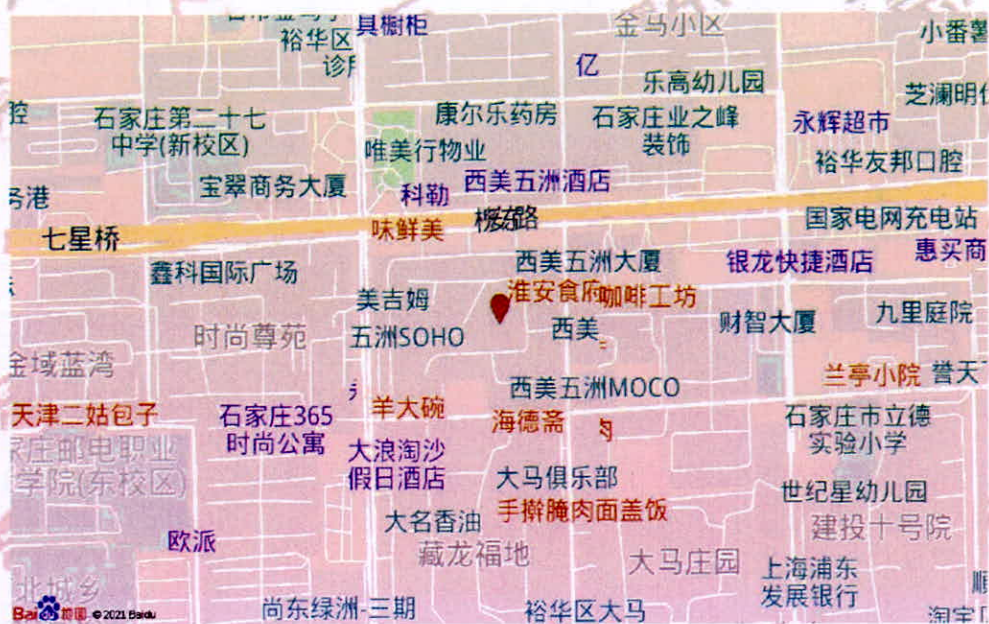 具橱柜
金马小区
裕华区
小番薯
诊所
亿
乐高幼儿园
芝澜明仕
腔
石家庄第二十七
中学(新校区)
康尔乐药房
石家庄业之峰
装饰
永辉超市
唯美行物业
裕华友邦口腔
宝翠商务大厦
科勒
西美五洲酒店
务港
味鲜美
国家电网充电站
七星桥
惠买商
鑫科国际广场
西美五洲大厦
银龙快捷酒店
美吉姆
淮安食府
咖啡工坊
五洲SOHO
西美
财智大厦
九里庭院
时尚尊苑
金域蓝湾
兰亭小院
誉天下
西美五洲MOCO
天津二姑包子
石家庄365
时尚公寓
羊大碗
海德斋
石家庄市立德
实验小学
家庄邮电职业
学院(东校区)
大浪淘沙
假日酒店
大马俱乐部
世纪星幼儿园
手擀腌肉面盖饭
大名香油
建投十号院
欧派
藏龙福地
大马庄园
上海浦东
发展银行
北城乡
顺
Bai 地图 © 2021 Baidu
尚东绿洲-三期
裕华区大马
淘宝